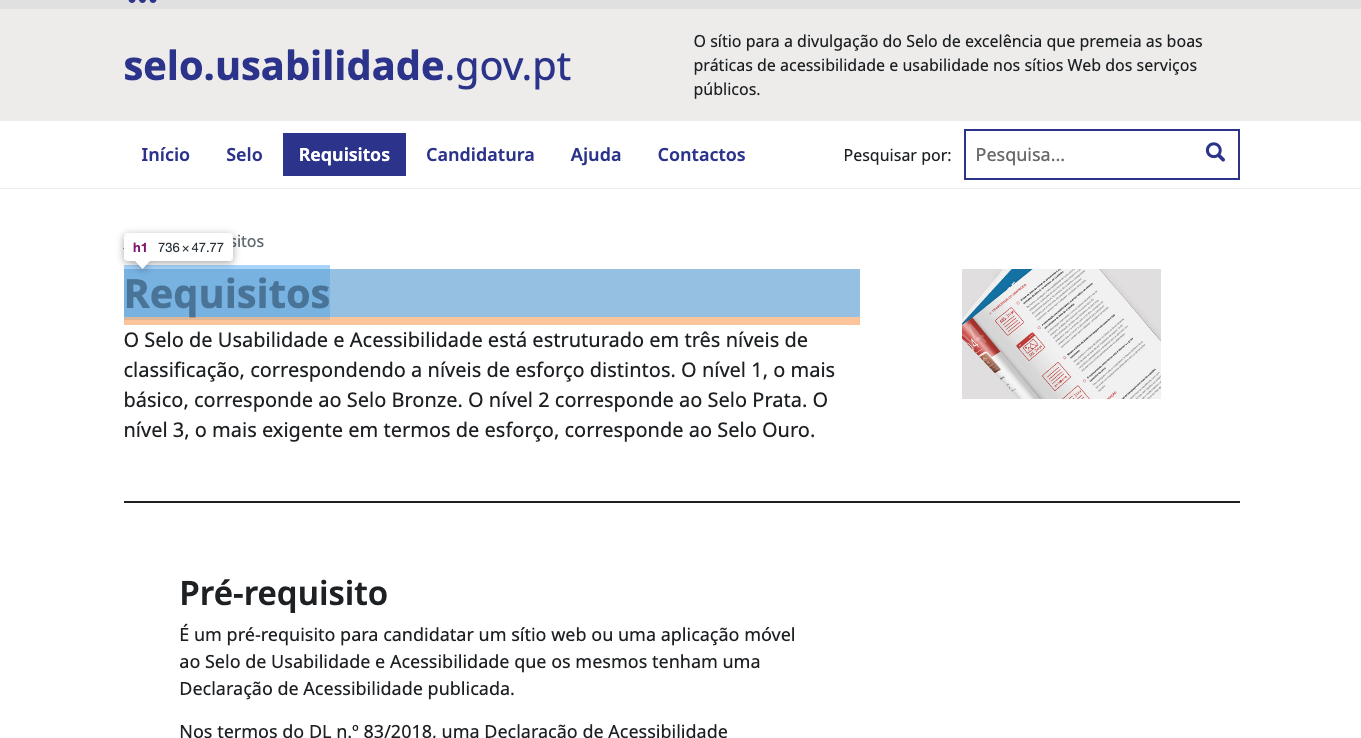 selo.usabilidade.gov.pt
O sítio para a divulgação do Selo de excelência que premeia as boas
práticas de acessibilidade e usabilidade nos sítios Web dos serviços
públicos.
Início Selo Requisitos Candidatura Ajuda Contactos Pesquisar por: Pesquisa...
sitos
h1 736 × 47.77
Requisitos
O Selo de Usabilidade e Acessibilidade está estruturado em três níveis de
classificação, correspondendo a níveis de esforço distintos. O nível 1, o mais
básico, corresponde ao Selo Bronze. O nível 2 corresponde ao Selo Prata. O
nível 3, o mais exigente em termos de esforço, corresponde ao Selo Ouro.
Pré-requisito
É um pré-requisito para candidatar um sítio web ou uma aplicação móvel
ao Selo de Usabilidade e Acessibilidade que os mesmos tenham uma
Declaração de Acessibilidade publicada.
Nos termos do DL n.º 83/2018, uma Declaração de Acessibilidade